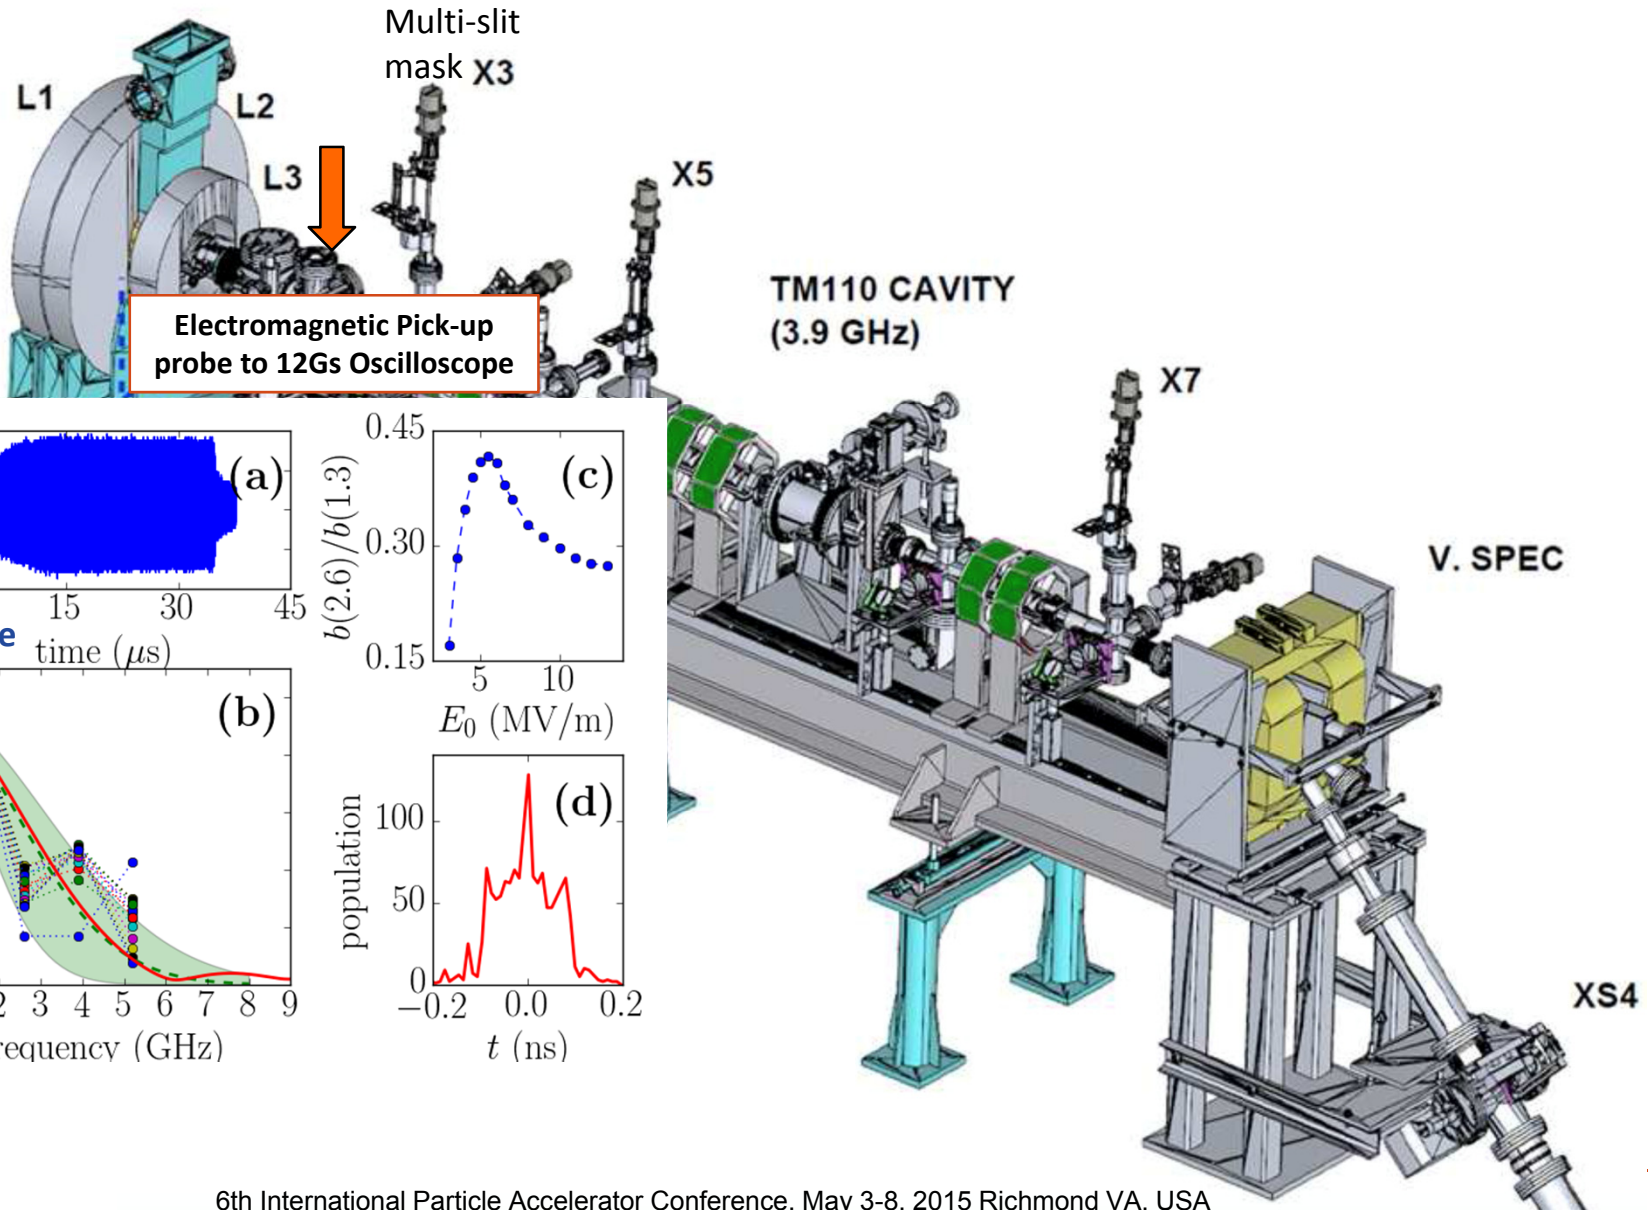 Multi-slit
mask
X3
L1
L2
L3
X5
TM110 CAVITY
(3.9 GHz)
X7
V. SPEC
XS4
Electromagnetic Pick-up
probe to 12Gs Oscilloscope
(a)
15 30 45
time (μs)
e
(b)
2 3 4 5 6 7 8 9
requency (GHz)
0.45
0.30
0.15
b(2.6)/b(1.3)
(c)
5 10
E₀ (MV/m)
100
50
0
population
(d)
−0.2 0.0 0.2
t (ns)
6th International Particle Accelerator Conference, May 3-8, 2015 Richmond VA, USA